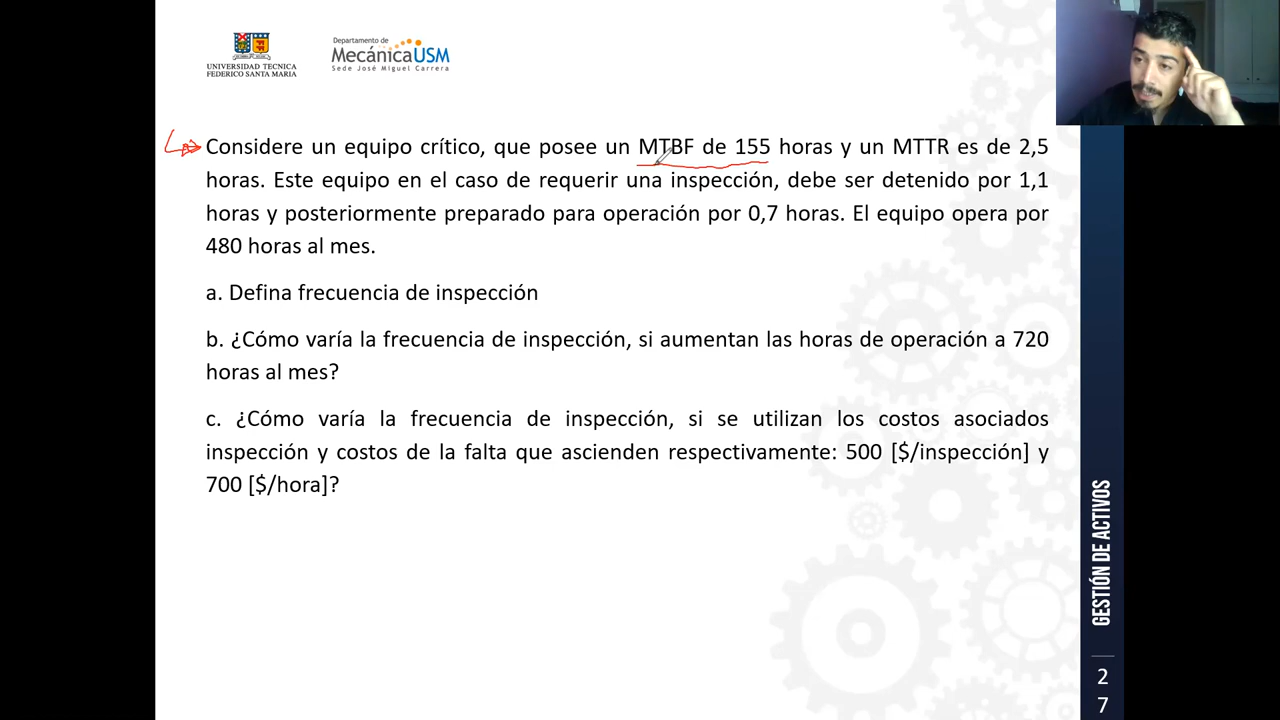 UNIVERSIDAD TECNICA
FEDERICO SANTA MARIA
Departamento de
MecánicaUSM
Sede José Miguel Carrera
Considere un equipo crítico, que posee un MTBF de 155 horas y un MTTR es de 2,5
horas. Este equipo en el caso de requerir una inspección, debe ser detenido por 1,1
horas y posteriormente preparado para operación por 0,7 horas. El equipo opera por
480 horas al mes.
a. Defina frecuencia de inspección
b. ¿Cómo varía la frecuencia de inspección, si aumentan las horas de operación a 720
horas al mes?
c. ¿Cómo varía la frecuencia de inspección, si se utilizan los costos asociados
inspección y costos de la falta que ascienden respectivamente: 500 [$/inspección] y
700 [$/hora]?
GESTIÓN DE ACTIVOS
2
7